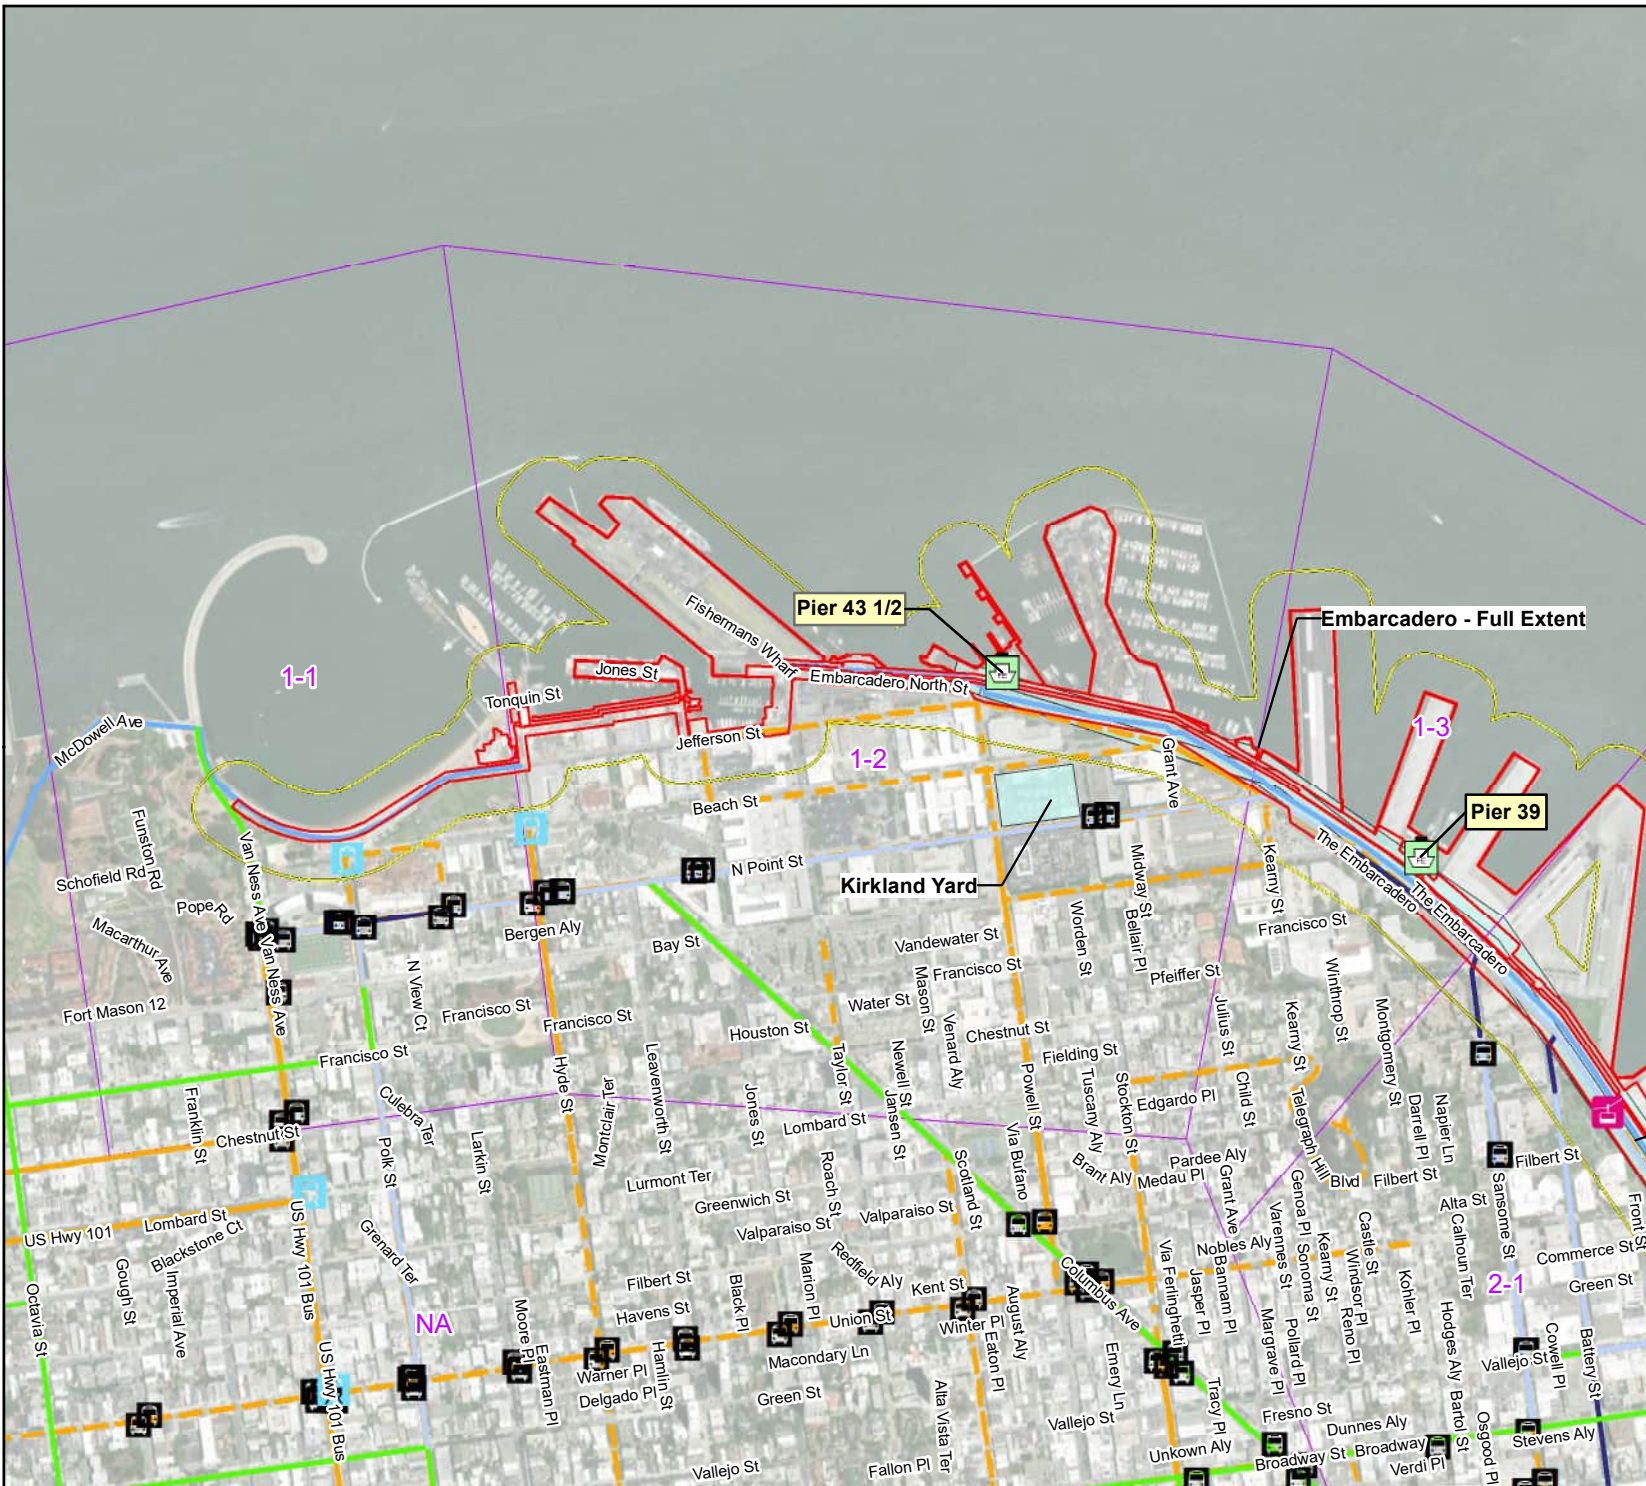 Pier 43 1/2
Embarcadero - Full Extent
Fishermans Wharf
1-1
Jones St
Embarcadero North St
Tonquin St
McDowell Ave
1-3
Jefferson St
1-2
Grant Ave
Beach St
Pier 39
Funston Rd
Van Ness Ave
The Embarcadero
The Embarcadero
Schofield Rd
N Point St
Kirkland Yard
Midway St
Kearny St
Pope Rd
Macarthur Ave
Van Ness Ave
Bergen Aly
Bay St
Vandewater St
Worden St
Bellair Pl
Francisco St
N View Ct
Francisco St
Mason St
Pfeiffer St
Winthrop St
Fort Mason 12
Francisco St
Francisco St
Water St
Julius St
Kearny St
Montgomery St
Houston St
Chestnut St
Venard Aly
Francisco St
Hyde St
Leavenworth St
Taylor St
Newell St
Fielding St
Powell St
Tuscany Aly
Stockton St
Edgardo Pl
Child St
Telegraph Hill
Blvd
Darrell Pl
Napier Ln
Franklin St
Culebra Ter
Montclair Ter
Jones St
Jansen St
Chestnut St
Lombard St
Via Bufano
Polk St
Larkin St
Roach St
Scotland St
Brant Aly
Pardee Aly
Medau Pl
Filbert St
Filbert St
Lurmont Ter
Greenwich St
Grant Ave
Genoa Pl
Sansome St
Alta St
Front St
US Hwy 101
Lombard St
US Hwy 101 Bus
Blackstone Ct
Grenard Ter
Valparaiso St
Valparaiso St
Varennes St
Sonoma St
Kearny St
Castle St
Windsor Pl
Calhoun Ter
Commerce St
Nobles Aly
Redfield Aly
Marion Pl
Via Ferlinghetti
Jasper Pl
Bannam Pl
Reno Pl
Kohler Pl
Octavia St
Gough St
Imperial Ave
Filbert St
Kent St
Columbus Ave
2-1
Green St
NA
Moore Pl
Havens St
Black Pl
Union St
Winter Pl
August Aly
Margrave Pl
Pollard Pl
Hodges Aly
Cowell Pl
Battery St
US Hwy 101 Bus
Eastman Pl
Warner Pl
Hamlin St
Macondary Ln
Eaton Pl
Emery Ln
Vallejo St
Delgado Pl
Green St
Alta Vista Ter
Tracy Pl
Bartol St
Osgood Pl
Vallejo St
Fresno St
Dunnes Aly
Stevens Aly
Unkown Aly
Broadway St
Broadway
Verdi Pl
Vallejo St
Fallon Pl